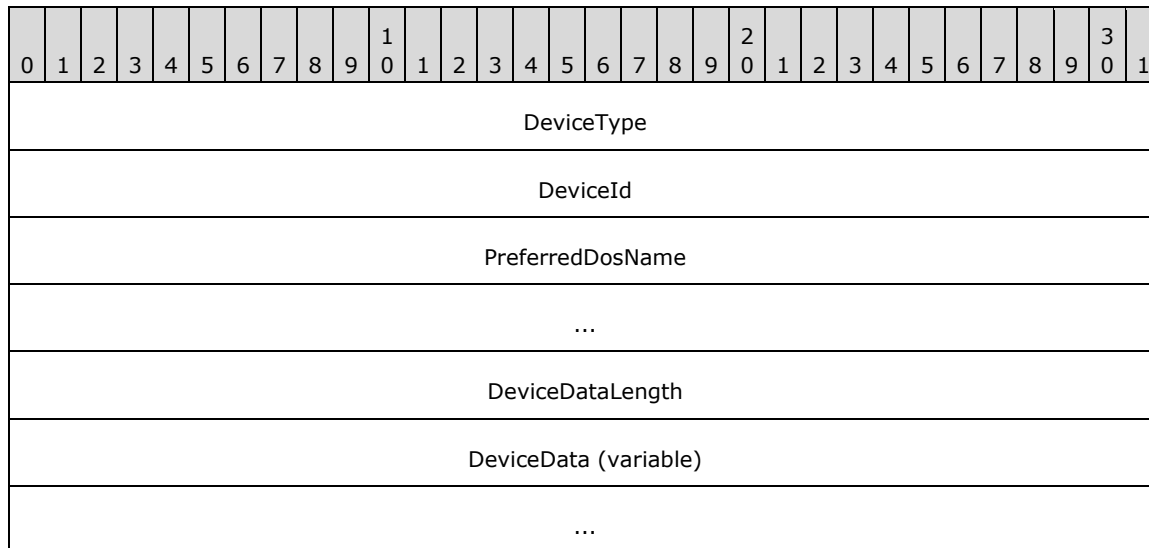 1 2 3
0 1 2 3 4 5 6 7 8 9 0 1 2 3 4 5 6 7 8 9 0 1 2 3 4 5 6 7 8 9 0 1
DeviceType
DeviceId
PreferredDosName
...
DeviceDataLength
DeviceData (variable)
...